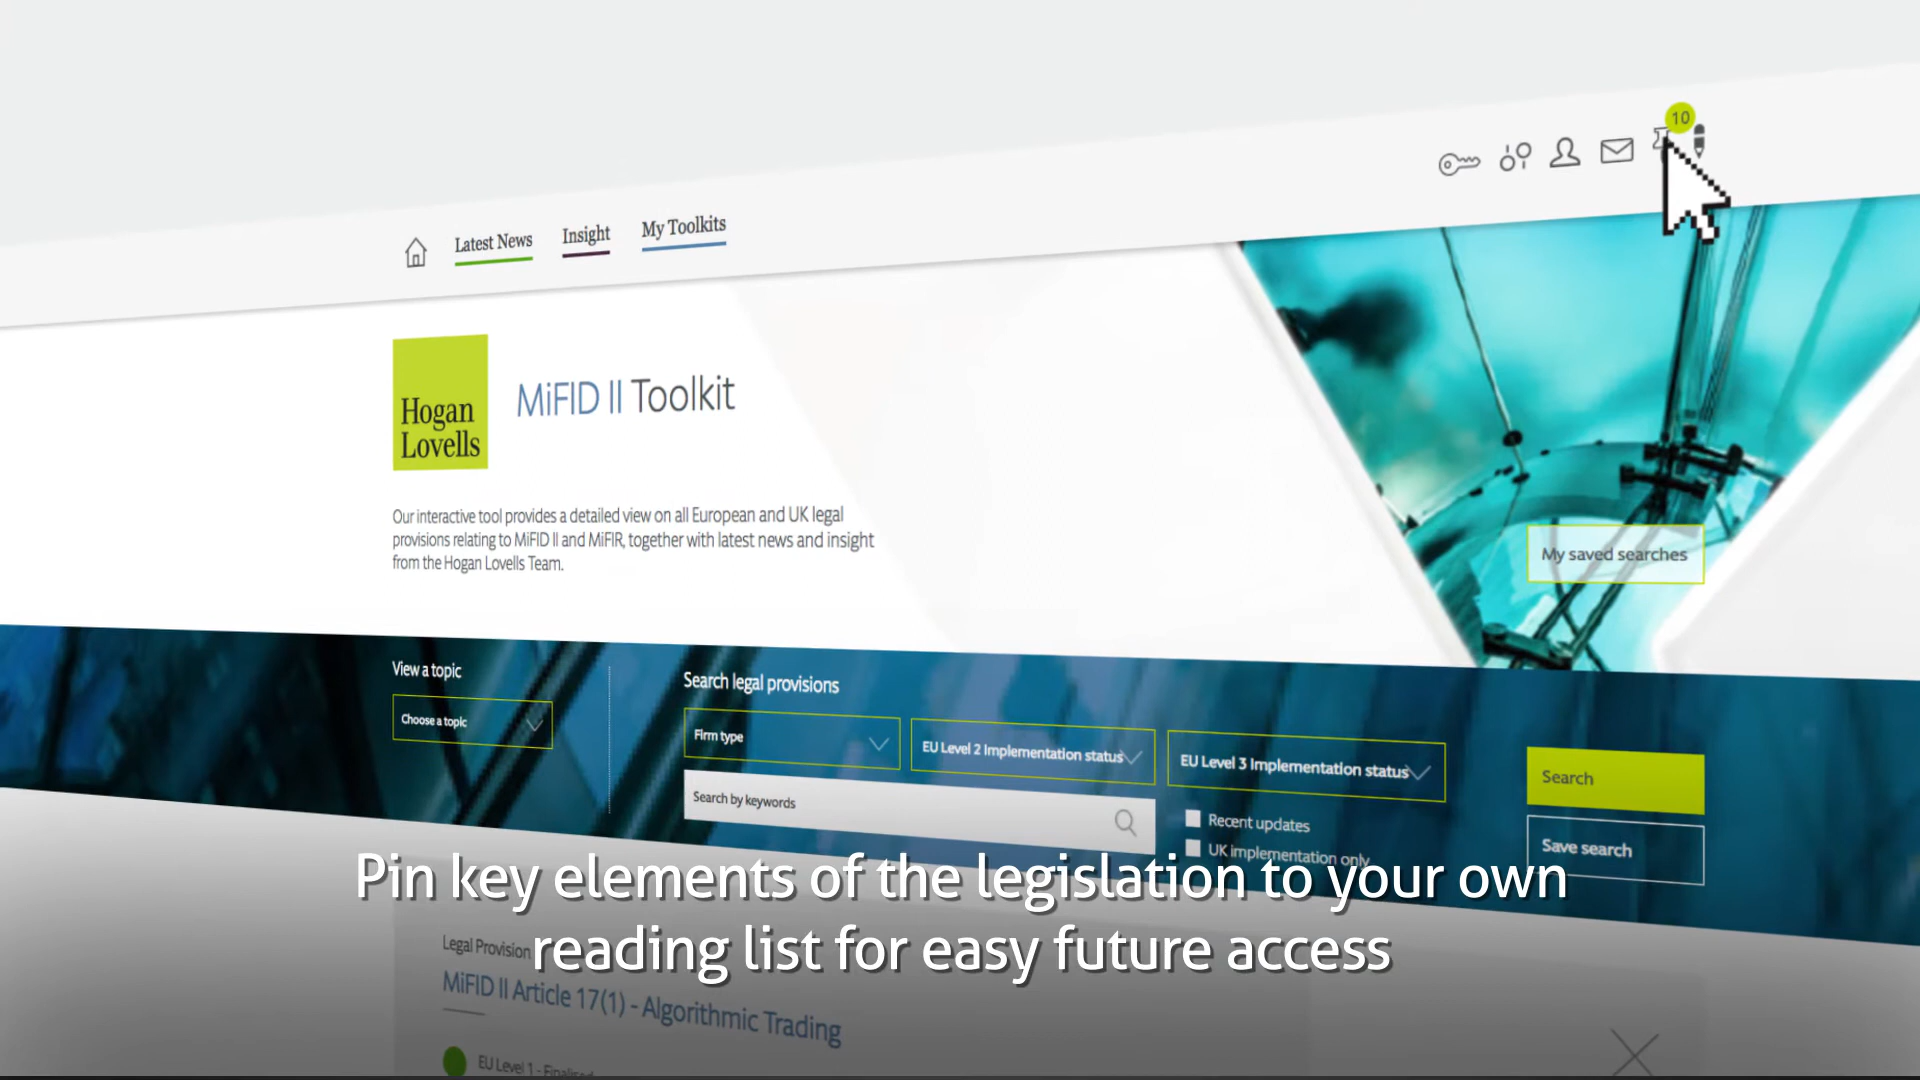 10
Latest News
Insight
My Toolkits
Hogan
Lovells
MiFID II Toolkit
Our interactive tool provides a detailed view on all European and UK legal
provisions relating to MiFID II and MiFIR, together with latest news and insight
from the Hogan Lovells Team.
My saved searches
View a topic
Choose a topic
Search legal provisions
Firm type
EU Level 2 Implementation status
EU Level 3 Implementation status
Search by keywords
Recent updates
UK implementation only
Search
Save search
Pin key elements of the legislation to your own
reading list for easy future access
Legal Provision
MiFID II Article 17(1) - Algorithmic Trading
EU Level 1 - Finalised